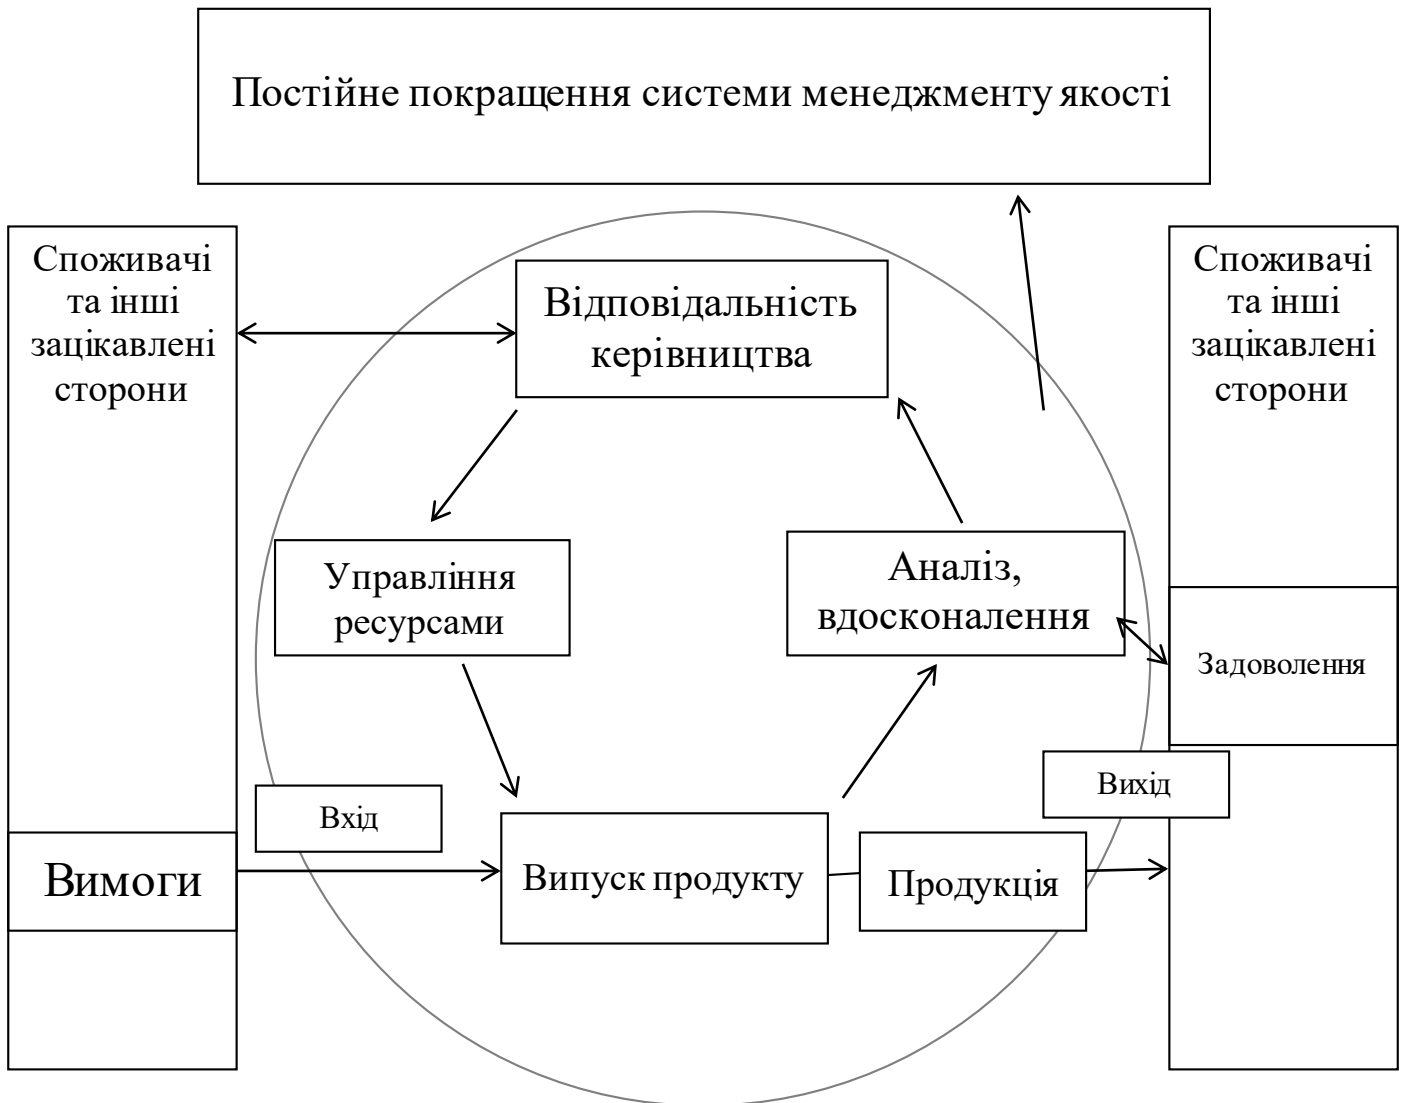 Постійне покращення системи менеджменту якості
Споживачі
та інші
зацікавлені
сторони
Відповідальність
керівництва
Споживачі
та інші
зацікавлені
сторони
Управління
ресурсами
Аналіз,
вдосконалення
Задоволення
Вхід
Вихід
Вимоги
Випуск продукту
Продукція